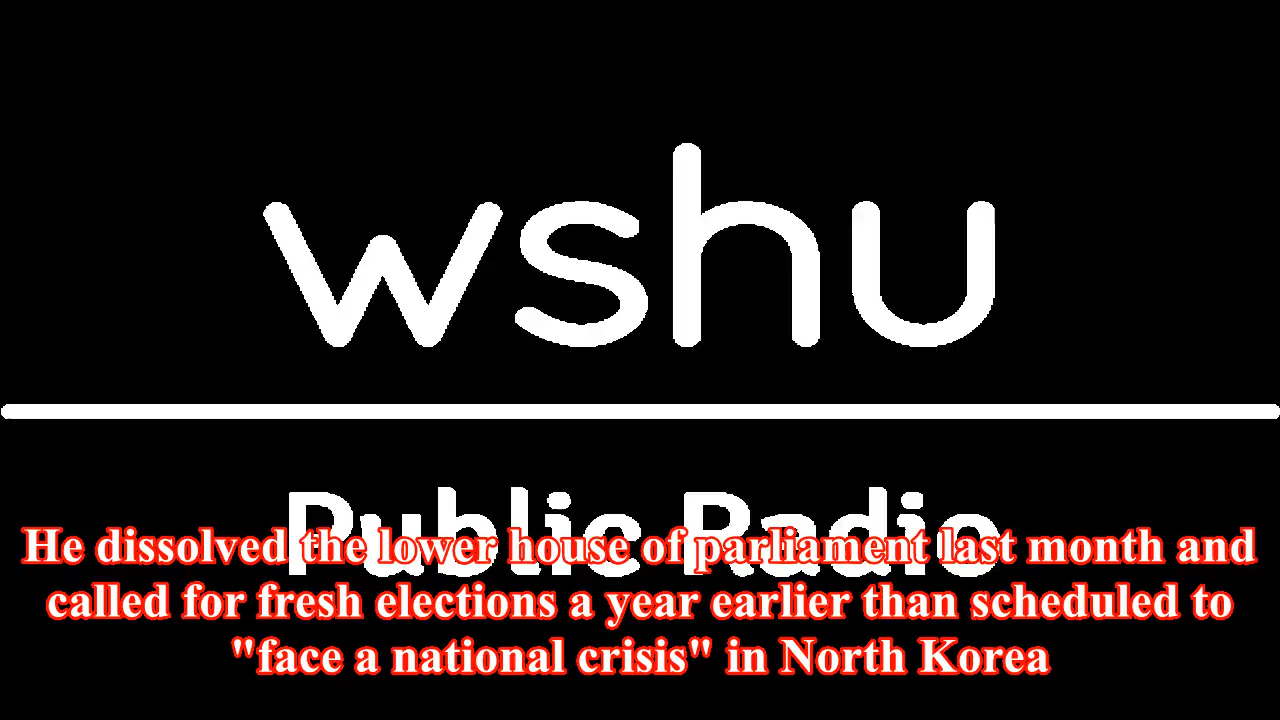 wshu
Public Radio
He dissolved the lower house of parliament last month and
called for fresh elections a year earlier than scheduled to
"face a national crisis" in North Korea